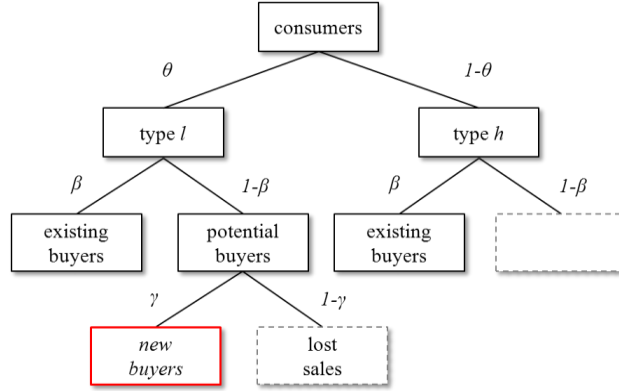 consumers
θ
1-θ
type l
type h
β
1-β
β
1-β
existing
buyers
potential
buyers
existing
buyers
γ
1-γ
new
buyers
lost
sales